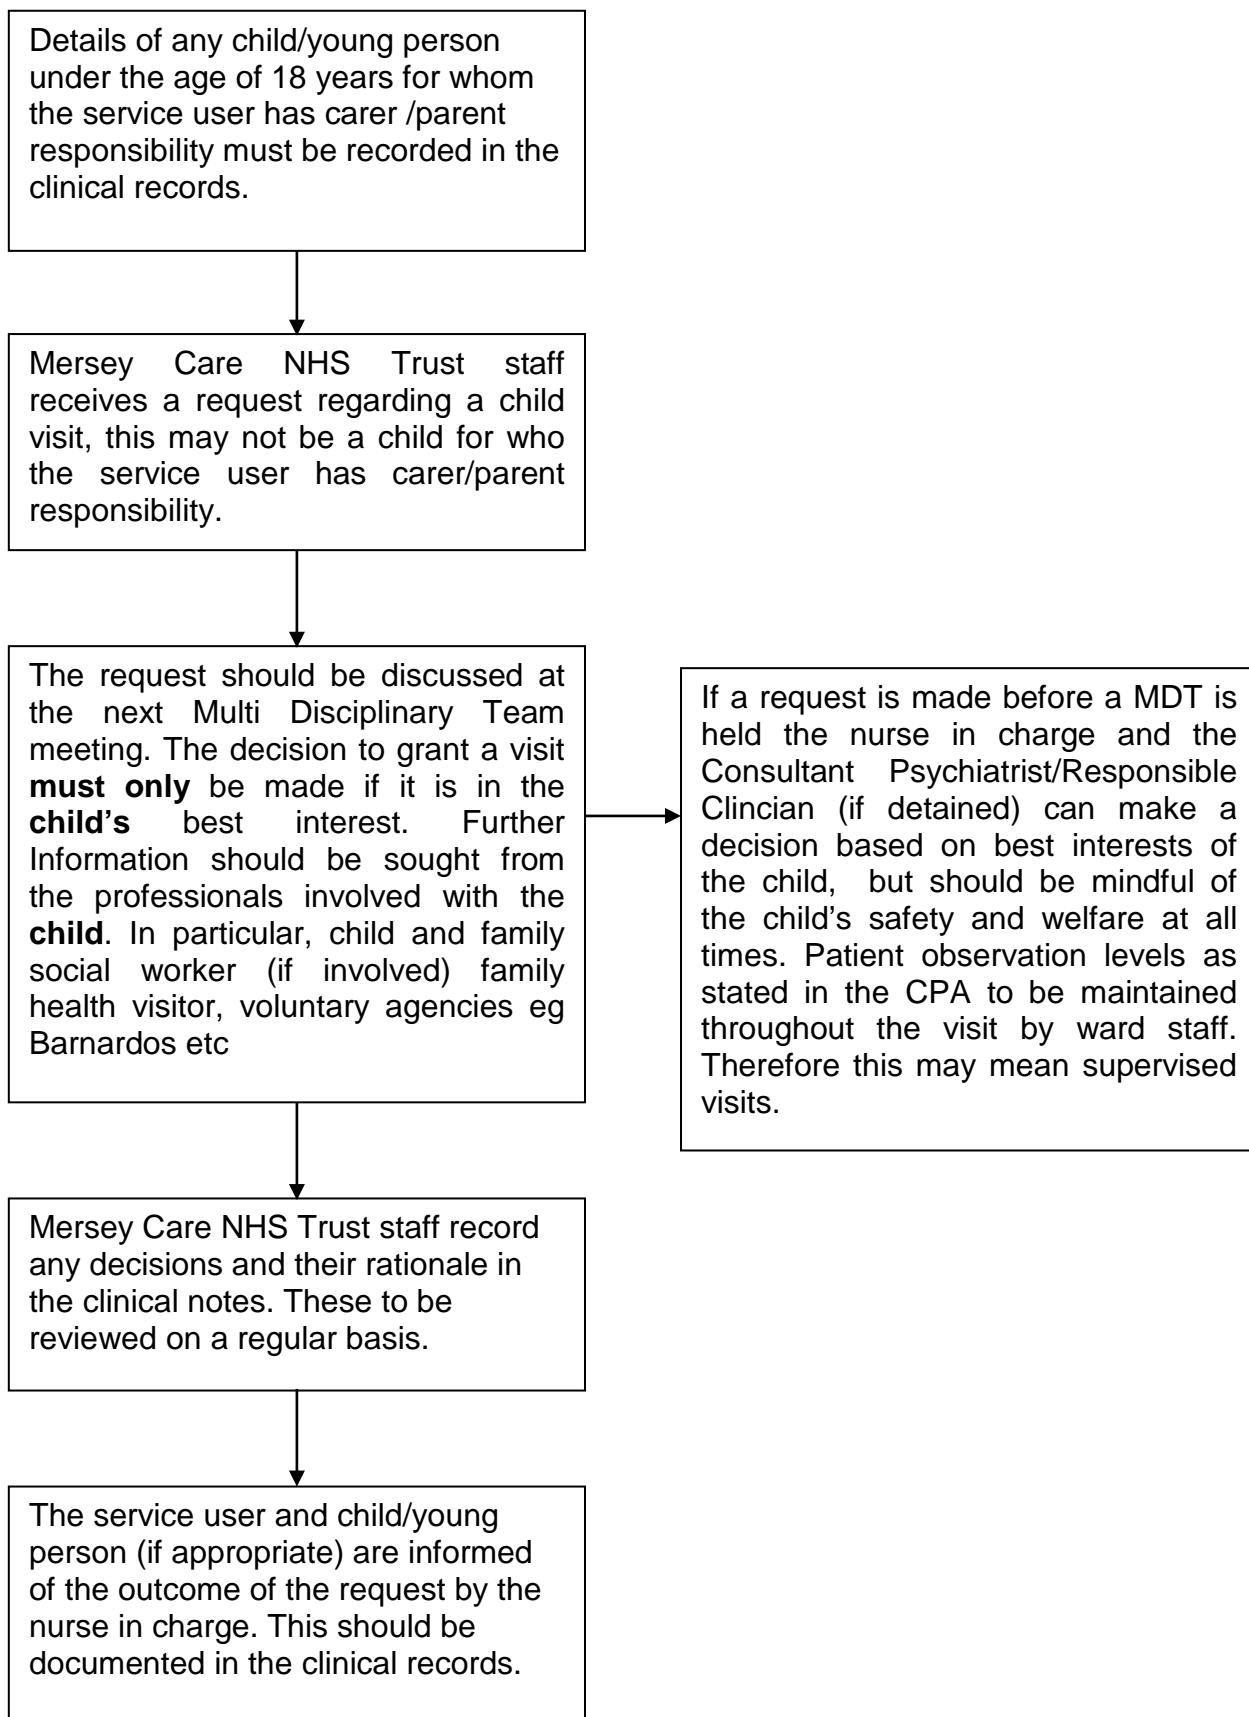 Details of any child/young person
under the age of 18 years for whom
the service user has carer /parent
responsibility must be recorded in the
clinical records.
Mersey Care NHS Trust staff
receives a request regarding a child
visit, this may not be a child for who
the service user has carer/parent
responsibility.
The request should be discussed at
the next Multi Disciplinary Team
meeting. The decision to grant a visit
must only be made if it is in the
child's best interest. Further
Information should be sought from
the professionals involved with the
child. In particular, child and family
social worker (if involved) family
health visitor, voluntary agencies eg
Barnardos etc
If a request is made before a MDT is
held the nurse in charge and the
Consultant Psychiatrist/Responsible
Clincian (if detained) can make a
decision based on best interests of
the child, but should be mindful of
the child's safety and welfare at all
times. Patient observation levels as
stated in the CPA to be maintained
throughout the visit by ward staff.
Therefore this may mean supervised
visits.
Mersey Care NHS Trust staff record
any decisions and their rationale in
the clinical notes. These to be
reviewed on a regular basis.
The service user and child/young
person (if appropriate) are informed
of the outcome of the request by the
nurse in charge. This should be
documented in the clinical records.